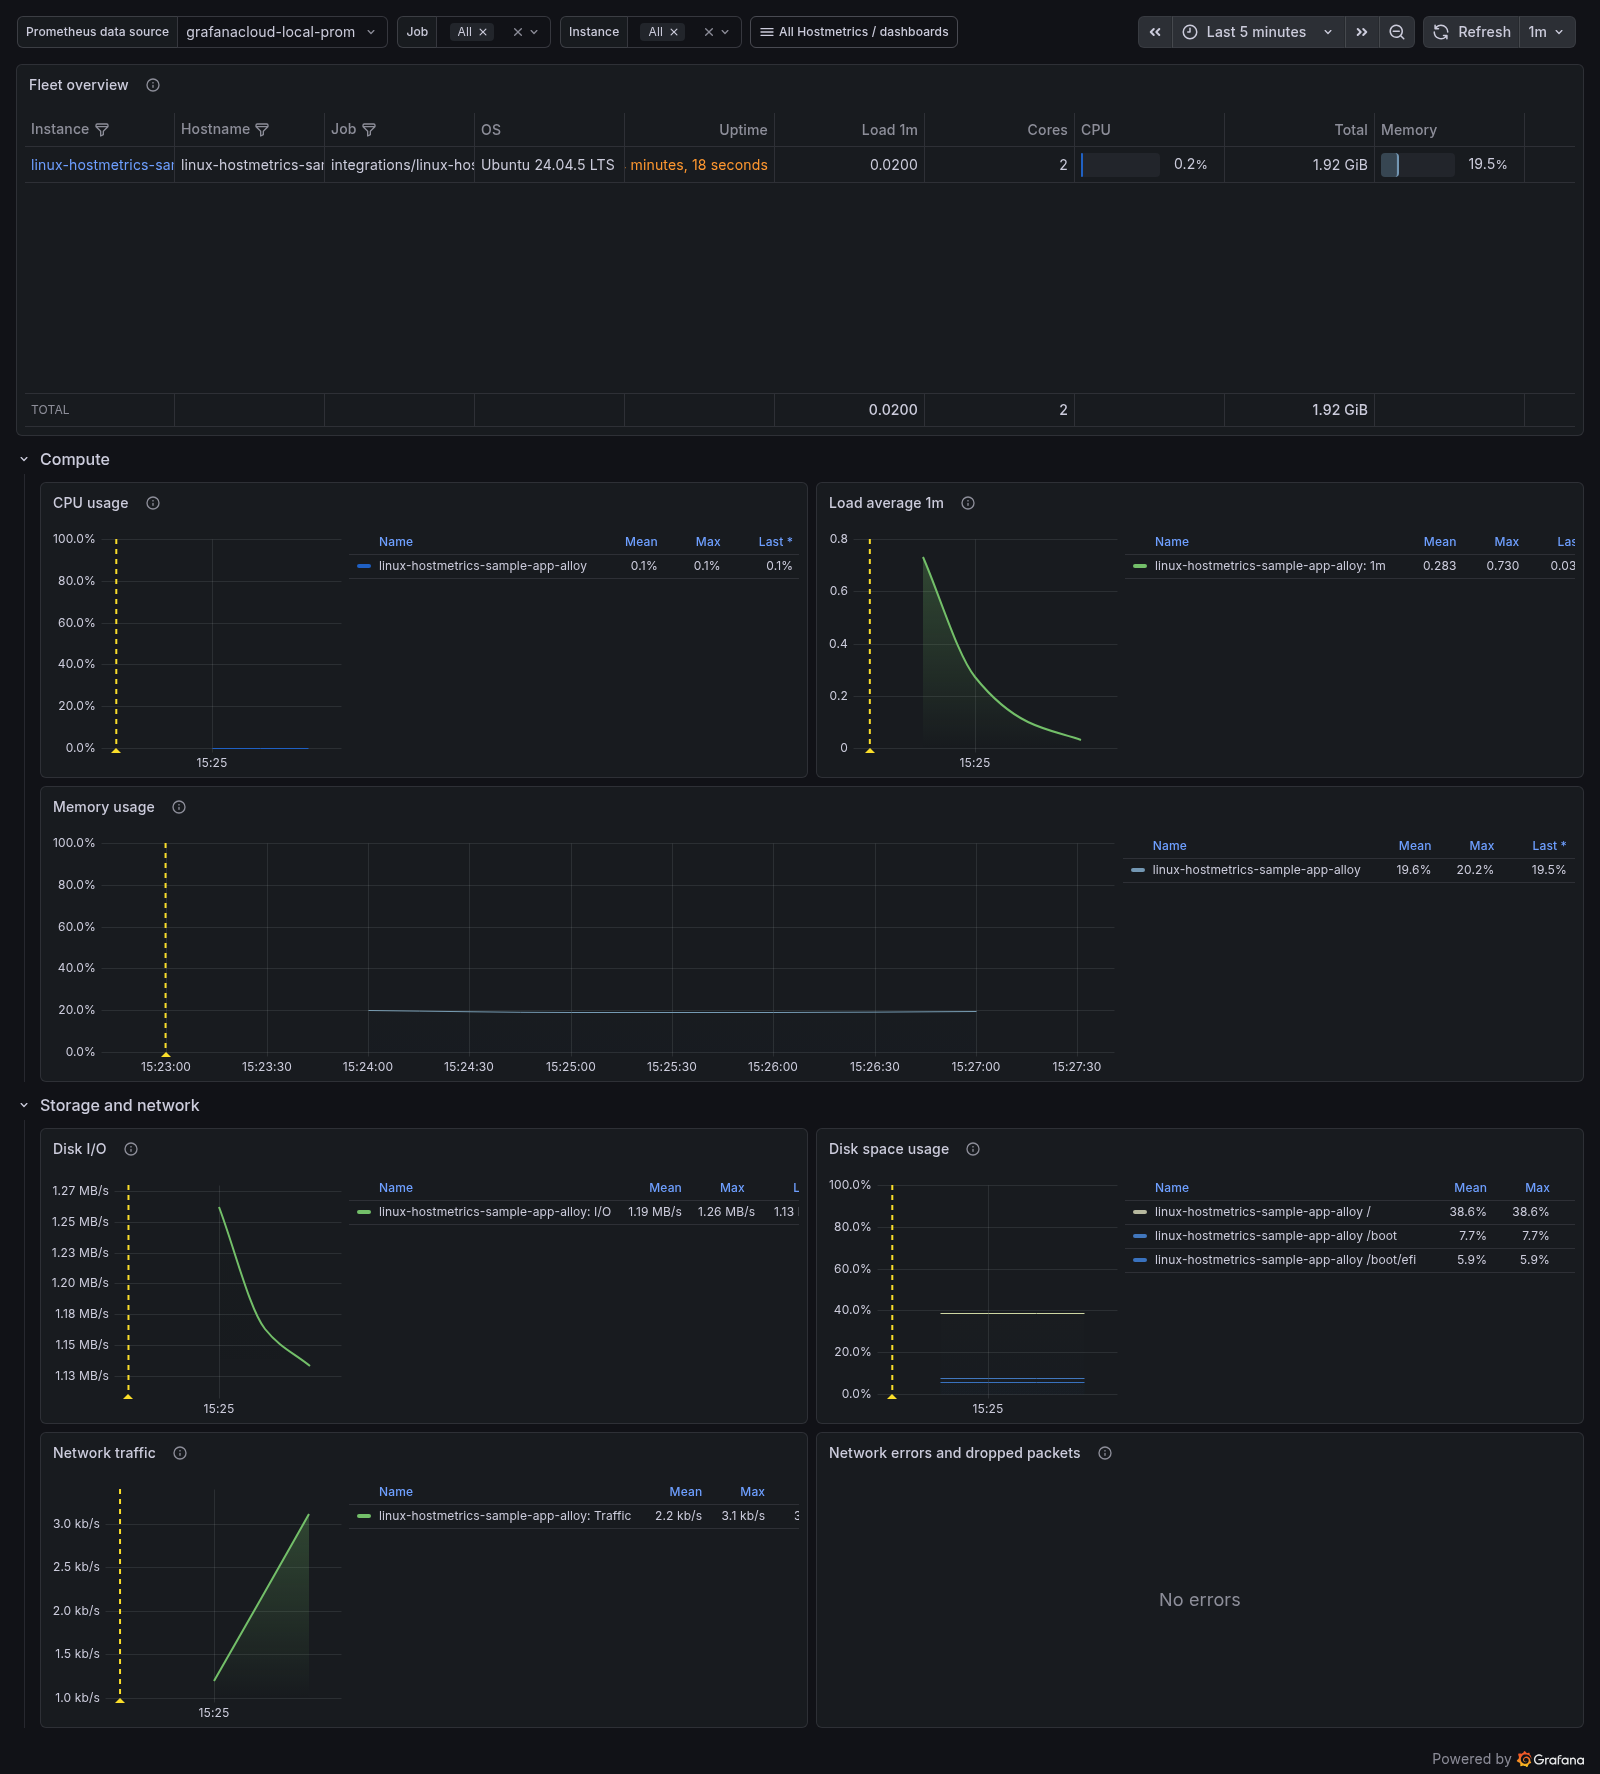 Prometheus data source grafanacloud-local-prom Job All Instance All All Hostmetrics / dashboards Last 5 minutes Refresh 1m
Fleet overview
Instance Hostname Job OS Uptime Load 1m Cores CPU Total Memory
linux-hostmetrics-sar linux-hostmetrics-sar integrations/linux-hos Ubuntu 24.04.5 LTS minutes, 18 seconds 0.0200 2 0.2% 1.92 GiB 19.5%
TOTAL 0.0200 2 1.92 GiB
Compute
CPU usage
Name Mean Max Last *
linux-hostmetrics-sample-app-alloy 0.1% 0.1% 0.1%
100.0%
80.0%
60.0%
40.0%
20.0%
0.0%
15:25
Load average 1m
Name Mean Max Las
linux-hostmetrics-sample-app-alloy: 1m 0.283 0.730 0.03
0.8
0.6
0.4
0.2
0
15:25
Memory usage
Name Mean Max Last *
linux-hostmetrics-sample-app-alloy 19.6% 20.2% 19.5%
100.0%
80.0%
60.0%
40.0%
20.0%
0.0%
15:23:00 15:23:30 15:24:00 15:24:30 15:25:00 15:25:30 15:26:00 15:26:30 15:27:00 15:27:30
Storage and network
Disk I/O
Name Mean Max L
linux-hostmetrics-sample-app-alloy: I/O 1.19 MB/s 1.26 MB/s 1.13
1.27 MB/s
1.25 MB/s
1.23 MB/s
1.20 MB/s
1.18 MB/s
1.15 MB/s
1.13 MB/s
15:25
Disk space usage
Name Mean Max
linux-hostmetrics-sample-app-alloy / 38.6% 38.6%
linux-hostmetrics-sample-app-alloy /boot 7.7% 7.7%
linux-hostmetrics-sample-app-alloy /boot/efi 5.9% 5.9%
100.0%
80.0%
60.0%
40.0%
20.0%
0.0%
15:25
Network traffic
Name Mean Max
linux-hostmetrics-sample-app-alloy: Traffic 2.2 kb/s 3.1 kb/s 3
3.0 kb/s
2.5 kb/s
2.0 kb/s
1.5 kb/s
1.0 kb/s
15:25
Network errors and dropped packets
No errors
Powered by Grafana